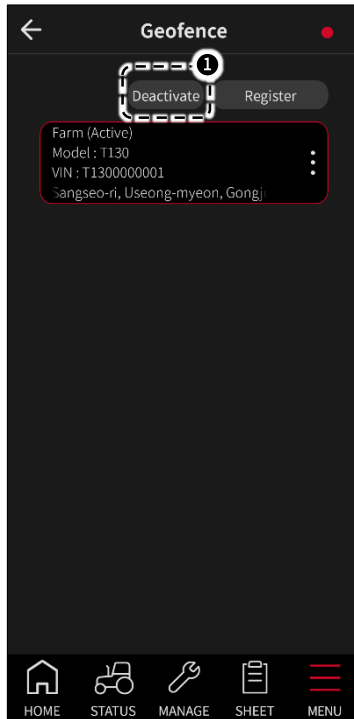 Geofence
1
Deactivate Register
Farm (Active)
Model : T130
VIN : T1300000001
Sangseo-ri, Useong-myeon, Gongj
HOME STATUS MANAGE SHEET MENU